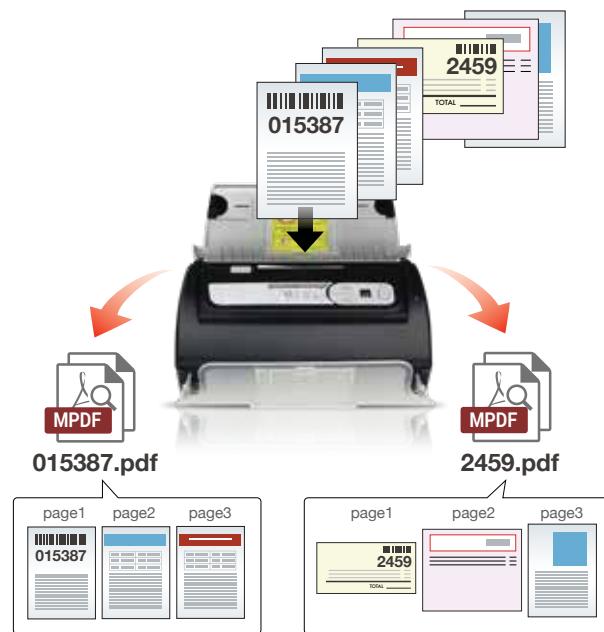 2459
TOTAL
015387
MPDF
015387.pdf
MPDF
2459.pdf
page1 page2 page3
015387
page1 page2 page3
2459
TOTAL